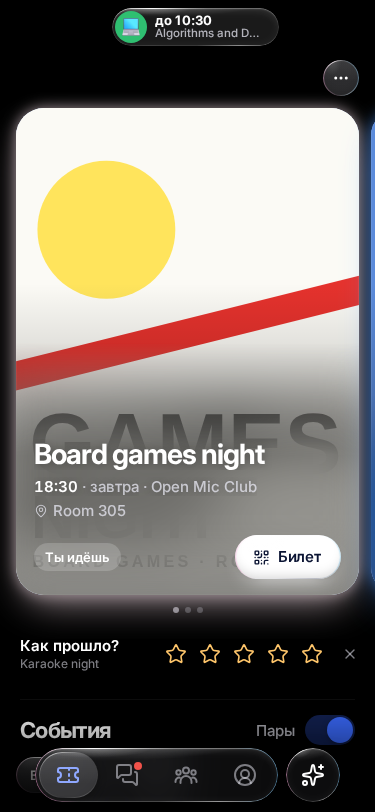 до 10:30
Algorithms and D...
GAMES
Board games night
18:30 · завтра · Open Mic Club
Room 305
Ты идёшь
Билет
Как прошло?
Karaoke night
События
Пары